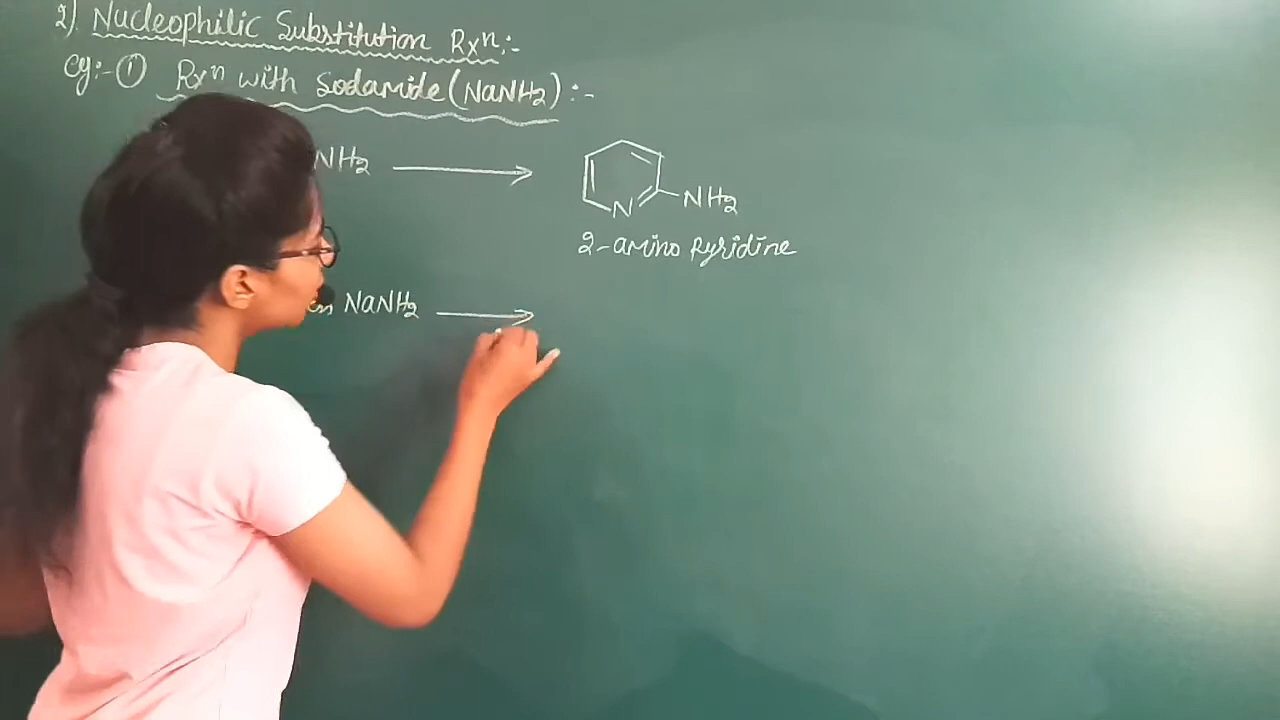 2). Nucleophilic Substitution Rxⁿ:-
eg:- ① Rxⁿ with Sodamide (NaNH₂) :-
NH₂
N NH₂
2-amino Pyridine
NaNH₂